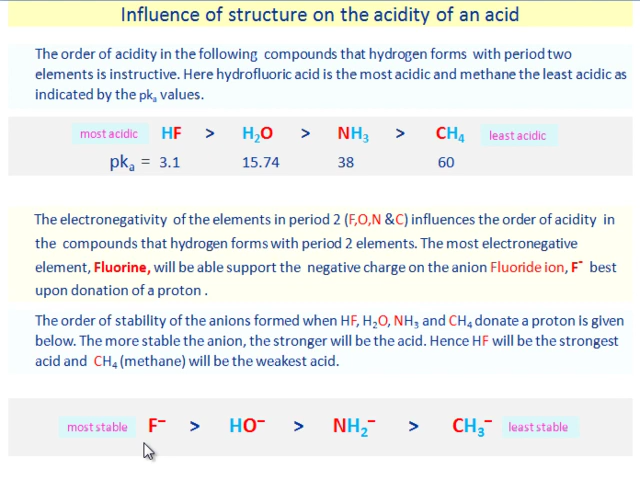 Influence of structure on the acidity of an acid
The order of acidity in the following compounds that hydrogen forms with period two
elements is instructive. Here hydrofluoric acid is the most acidic and methane the least acidic as
indicated by the pkₐ values.
most acidic HF > H₂O > NH₃ > CH₄ least acidic
pkₐ = 3.1 15.74 38 60
The electronegativity of the elements in period 2 (F,O,N &C) influences the order of acidity in
the compounds that hydrogen forms with period 2 elements. The most electronegative
element, Fluorine, will be able support the negative charge on the anion Fluoride ion, F⁻ best
upon donation of a proton .
The order of stability of the anions formed when HF, H₂O, NH₃ and CH₄ donate a proton is given
below. The more stable the anion, the stronger will be the acid. Hence HF will be the strongest
acid and CH₄ (methane) will be the weakest acid.
most stable F⁻ > HO⁻ > NH₂⁻ > CH₃⁻ least stable